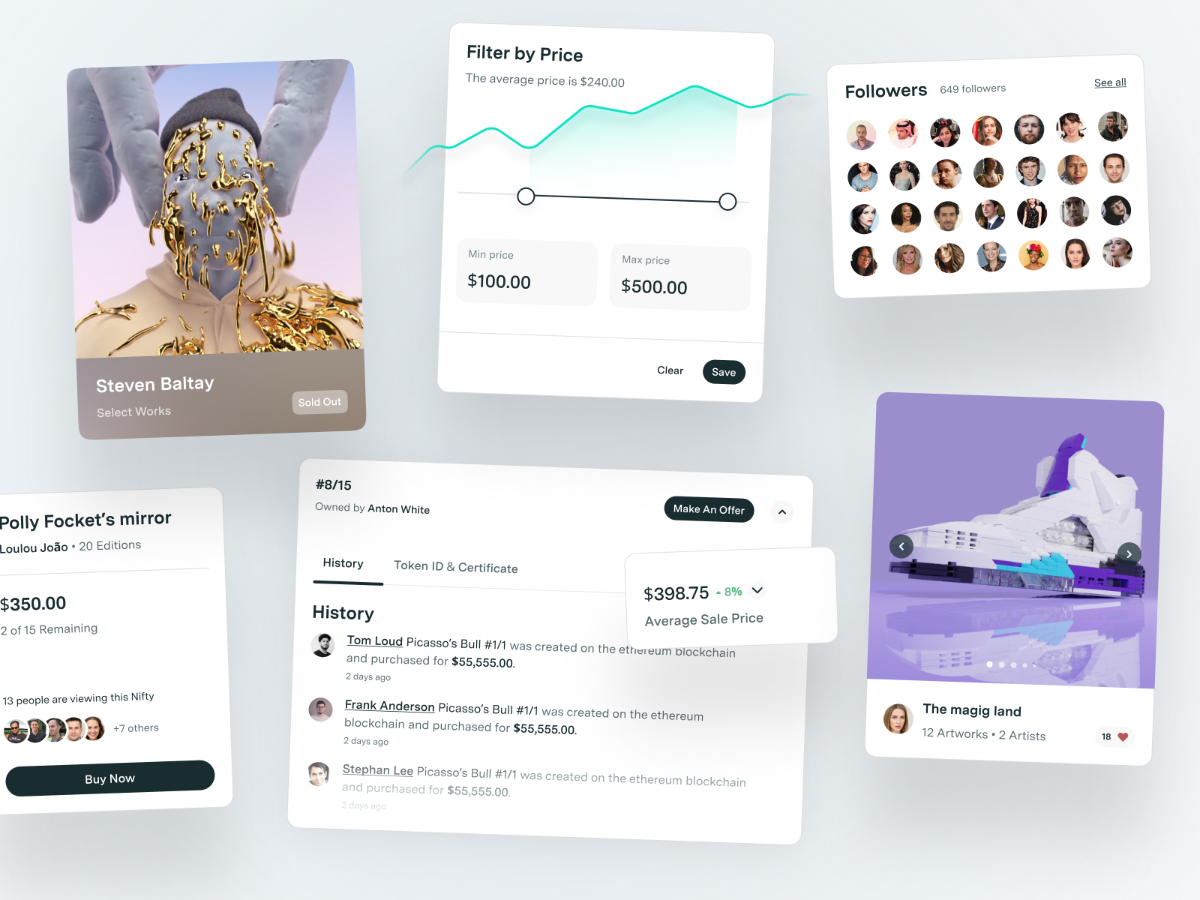 Steven Baltay
Select Works
Sold Out
Filter by Price
The average price is $240.00
Min price
$100.00
Max price
$500.00
Clear
Save
Followers
649 followers
See all
Polly Focket's mirror
Loulou João • 20 Editions
$350.00
2 of 15 Remaining
13 people are viewing this Nifty
+7 others
Buy Now
#8/15
Owned by Anton White
Make An Offer
History
Token ID & Certificate
History
Tom Loud Picasso's Bull #1/1 was created on the ethereum blockchain
and purchased for $55,555.00.
2 days ago
Frank Anderson Picasso's Bull #1/1 was created on the ethereum
blockchain and purchased for $55,555.00.
2 days ago
Stephan Lee Picasso's Bull #1/1 was created on the ethereum blockchain
and purchased for $55,555.00.
2 days ago
$398.75
8%
Average Sale Price
The magig land
12 Artworks • 2 Artists
18